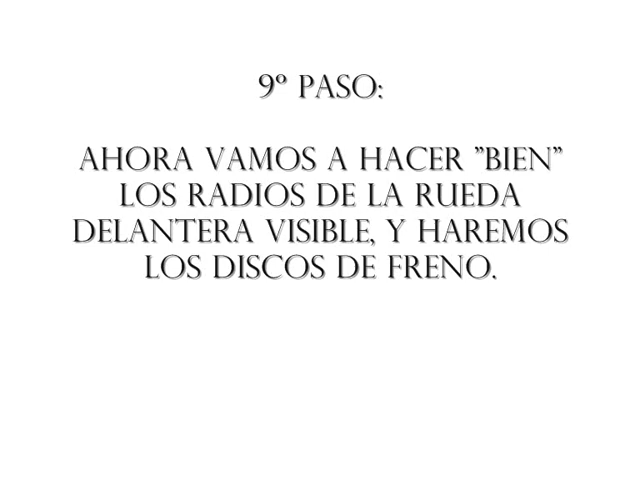 9º PASO:
AHORA VAMOS A HACER "BIEN"
LOS RADIOS DE LA RUEDA
DELANTERA VISIBLE, Y HAREMOS
LOS DISCOS DE FRENO.